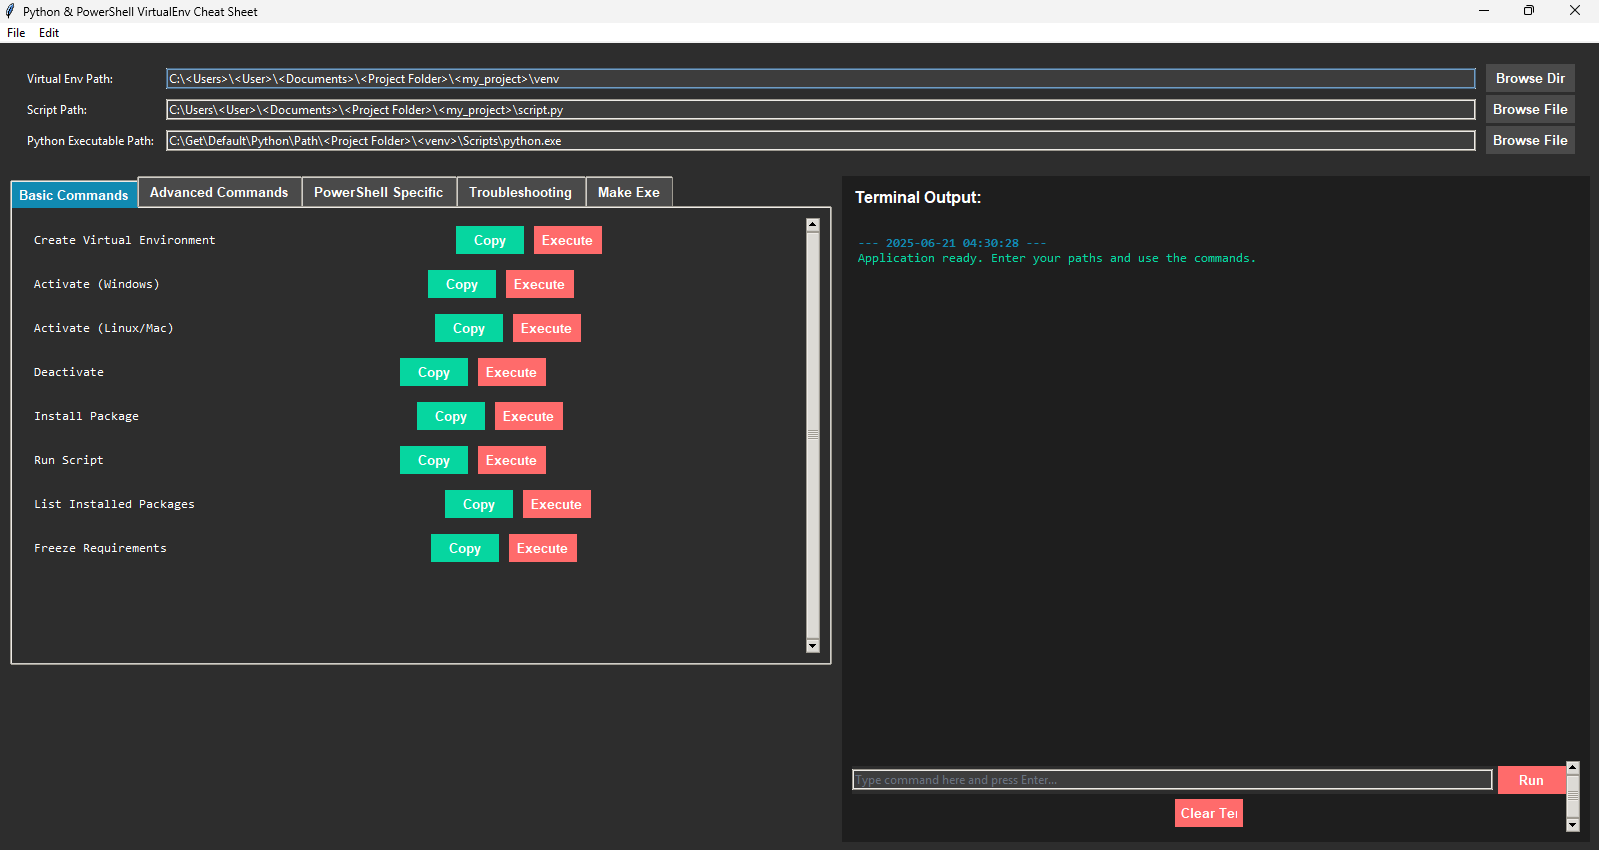 Python & PowerShell VirtualEnv Cheat Sheet
File Edit
Virtual Env Path: C:\<Users>\<User>\<Documents>\<Project Folder>\<my_project>\venv Browse Dir
Script Path: C:\Users\<User>\<Documents>\<Project Folder>\<my_project>\script.py Browse File
Python Executable Path: C:\Get\Default\Python\Path\<Project Folder>\<venv>\Scripts\python.exe Browse File
Basic Commands Advanced Commands PowerShell Specific Troubleshooting Make Exe
Create Virtual Environment Copy Execute
Activate (Windows) Copy Execute
Activate (Linux/Mac) Copy Execute
Deactivate Copy Execute
Install Package Copy Execute
Run Script Copy Execute
List Installed Packages Copy Execute
Freeze Requirements Copy Execute
Terminal Output:
--- 2025-06-21 04:30:28 ---
Application ready. Enter your paths and use the commands.
Type command here and press Enter... Run
Clear Ter